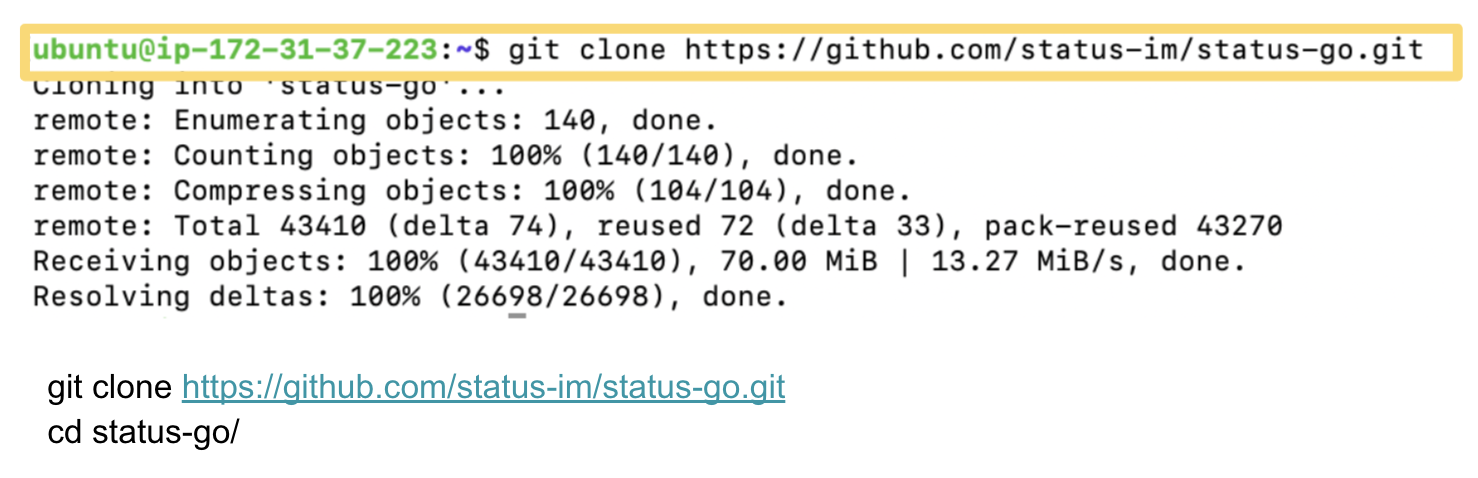 ubuntu@ip-172-31-37-223:~$ git clone https://github.com/status-im/status-go.git
Cloning into 'status-go'...
remote: Enumerating objects: 140, done.
remote: Counting objects: 100% (140/140), done.
remote: Compressing objects: 100% (104/104), done.
remote: Total 43410 (delta 74), reused 72 (delta 33), pack-reused 43270
Receiving objects: 100% (43410/43410), 70.00 MiB | 13.27 MiB/s, done.
Resolving deltas: 100% (26698/26698), done.
git clone https://github.com/status-im/status-go.git
cd status-go/